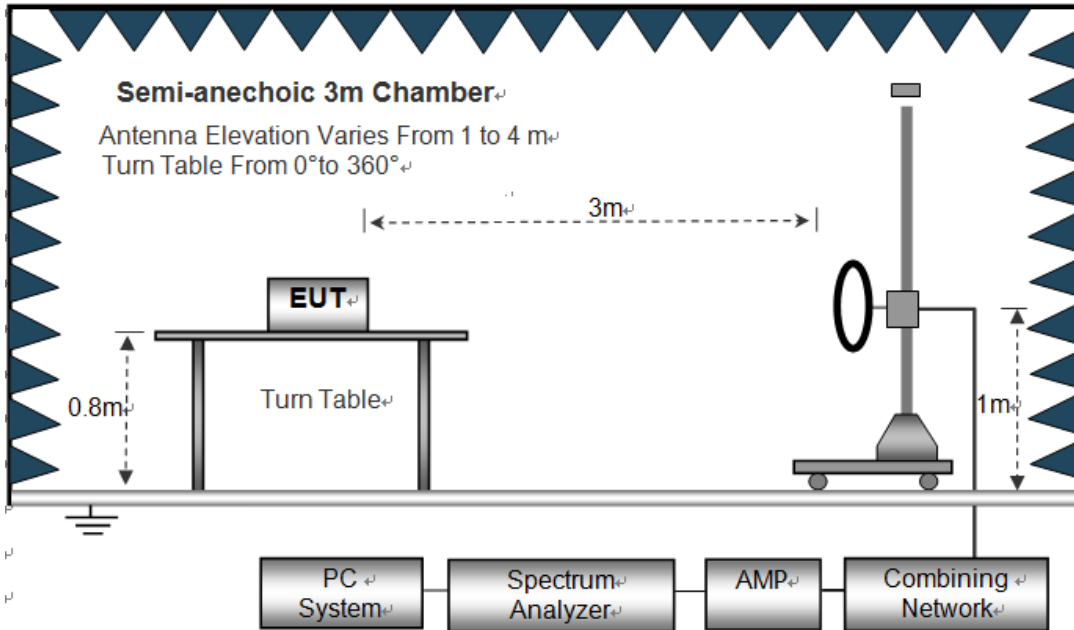 Semi-anechoic 3m Chamber
Antenna Elevation Varies From 1 to 4 m
Turn Table From 0°to 360°
3m
EUT
0.8m
Turn Table
1m
PC
System
Spectrum
Analyzer
AMP
Combining
Network